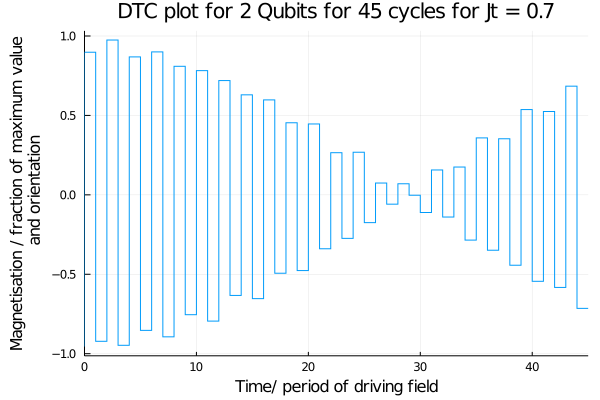 DTC plot for 2 Qubits for 45 cycles for Jt = 0.7
Magnetisation / fraction of maximum value
and orientation
1.0
0.5
0.0
−0.5
−1.0
0
10
20
30
40
Time/ period of driving field